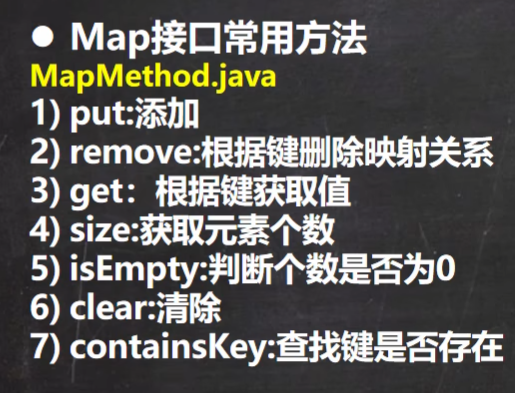 ● Map接口常用方法
MapMethod.java
1) put:添加
2) remove:根据键删除映射关系
3) get：根据键获取值
4) size:获取元素个数
5) isEmpty:判断个数是否为0
6) clear:清除
7) containsKey:查找键是否存在